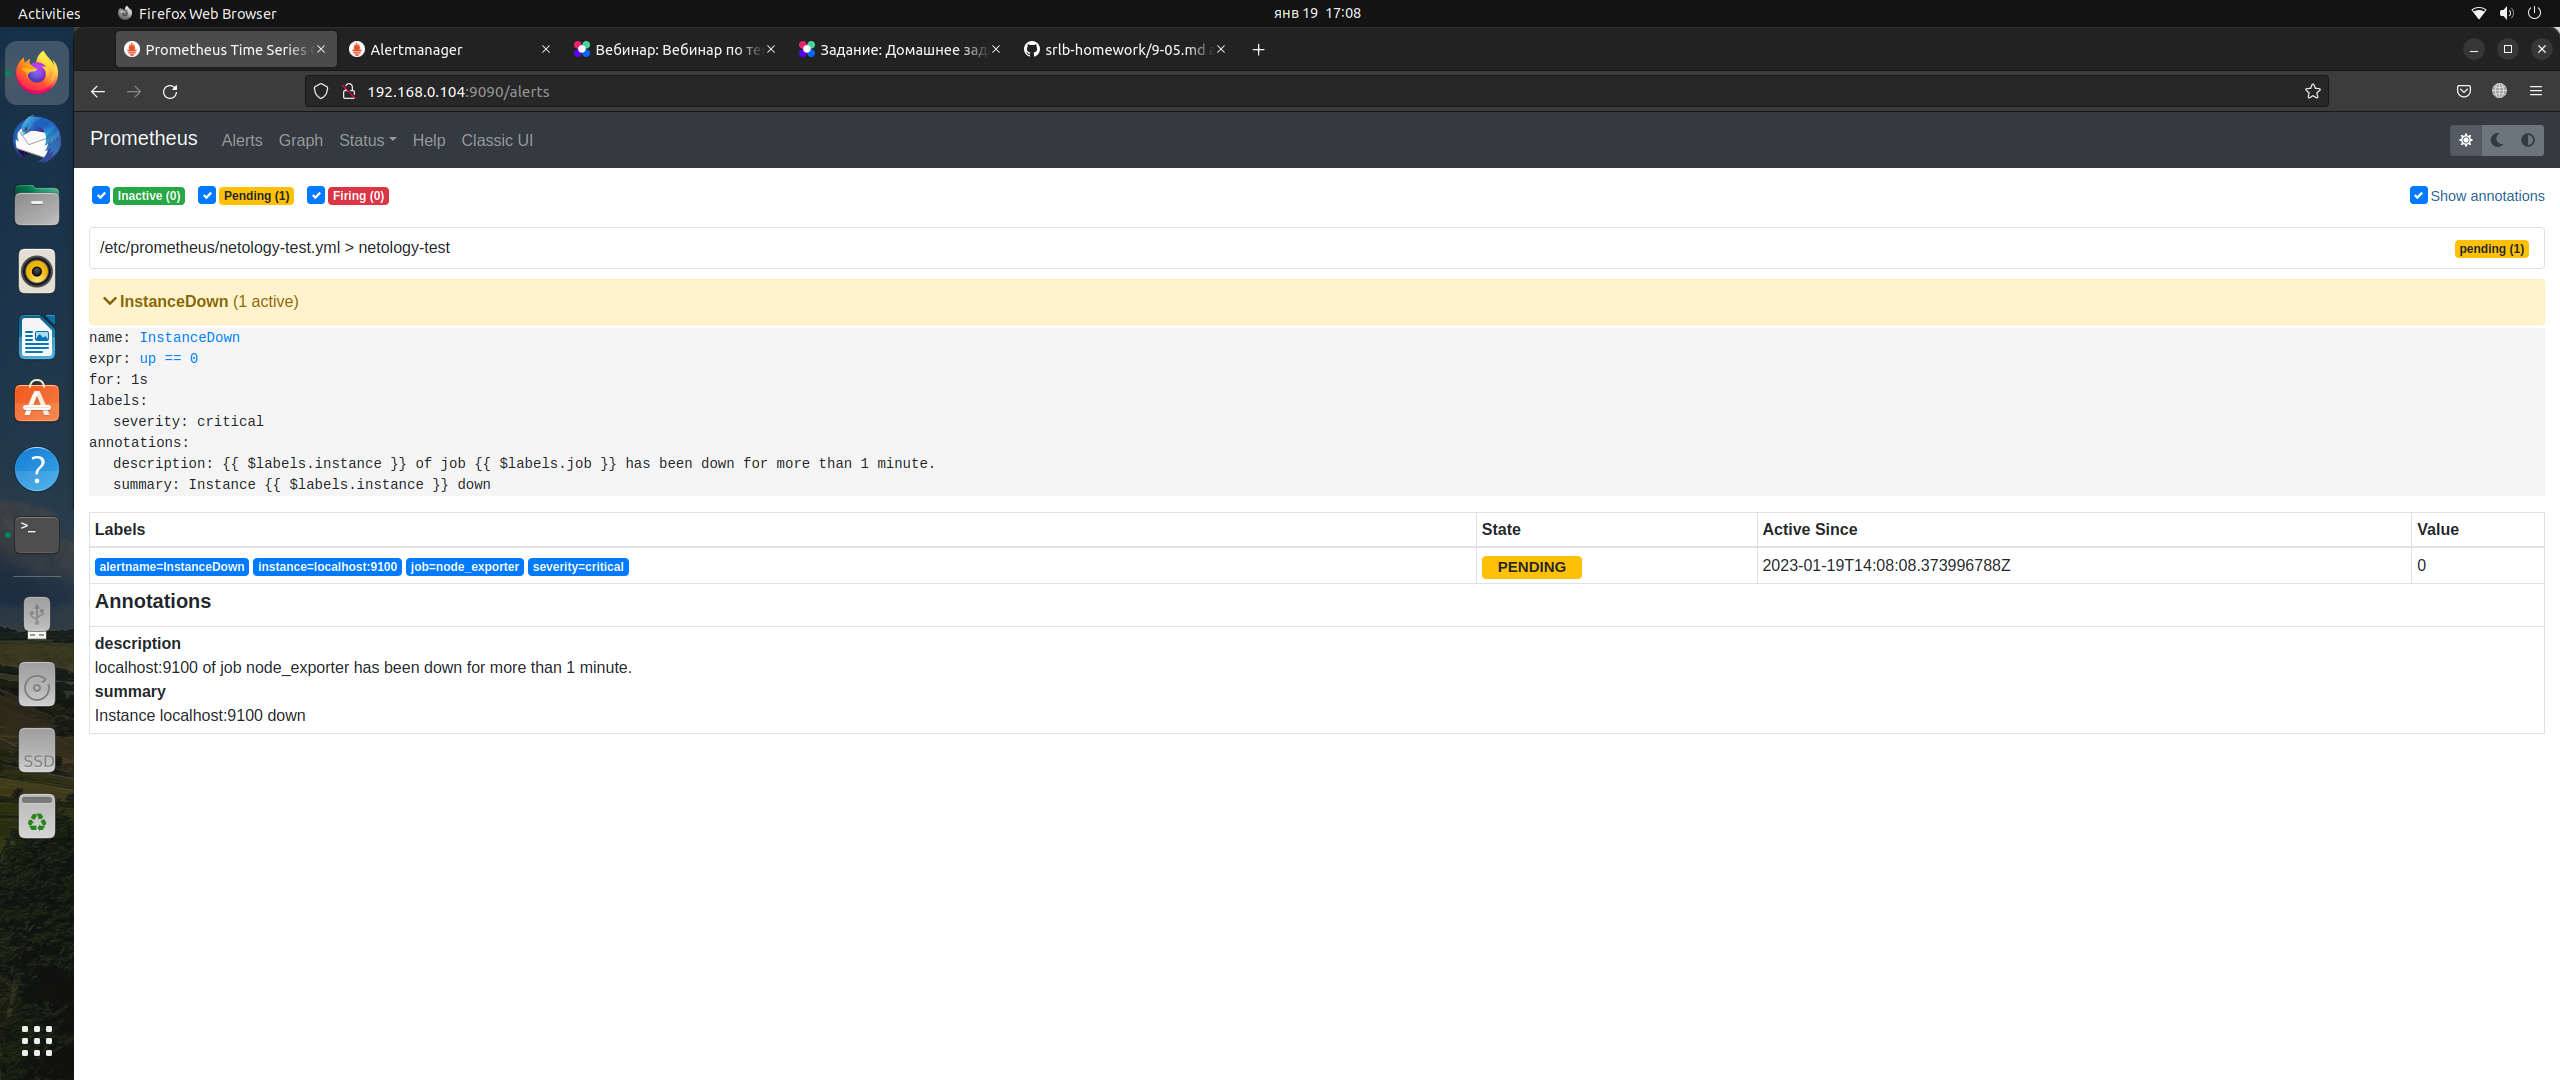 Activities
Firefox Web Browser
янв 19 17:08
Prometheus Time Series
Alertmanager
Вебинар: Вебинар по те
Задание: Домашнее зад
srlb-homework/9-05.md
192.168.0.104:9090/alerts
Prometheus
Alerts
Graph
Status
Help
Classic UI
Inactive (0)
Pending (1)
Firing (0)
Show annotations
/etc/prometheus/netology-test.yml > netology-test
pending (1)
InstanceDown (1 active)
name: InstanceDown
expr: up == 0
for: 1s
labels:
severity: critical
annotations:
description: {{ $labels.instance }} of job {{ $labels.job }} has been down for more than 1 minute.
summary: Instance {{ $labels.instance }} down
Labels State Active Since Value
alertname=InstanceDown instance=localhost:9100 job=node_exporter severity=critical PENDING 2023-01-19T14:08:08.373996788Z 0
Annotations
description
localhost:9100 of job node_exporter has been down for more than 1 minute.
summary
Instance localhost:9100 down
SSD